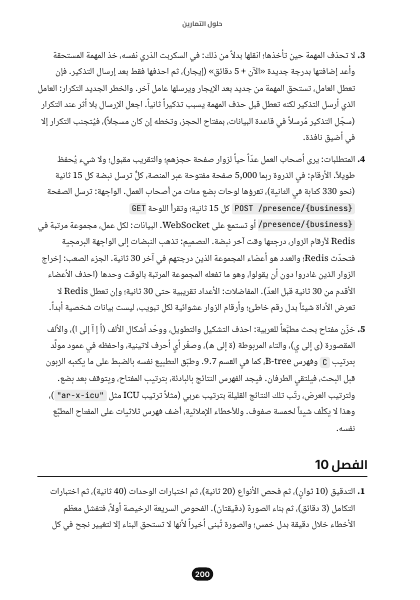 حلول التمارين
3. لا تحذف المهمة حين تأخذها؛ انقلها بدلاً من ذلك: في السكربت الذري نفسه، خذ المهمة المستحقة
وأعد إضافتها بدرجة جديدة «الآن + 5 دقائق» (إيجار)، ثم احذفها فقط بعد إرسال التذكير. فإن
تعطل العامل، تستحق المهمة من جديد بعد الإيجار ويرسلها عامل آخر. والخطر الجديد التكرار: العامل
الذي أرسل التذكير لكنه تعطل قبل حذف المهمة يسبب تذكيراً ثانياً. اجعل الإرسال بلا أثر عند التكرار
(سجّل التذكير مُرسلاً في قاعدة البيانات، بمفتاح الحجز، وتخطه إن كان مسجلاً)، فيُتجنب التكرار إلا
في أضيق نافذة.
4. المتطلبات: يرى أصحاب العمل عدّاً حياً لزوار صفحة حجزهم؛ والتقريب مقبول؛ ولا شيء يُحفظ
طويلاً. الأرقام: في الذروة ربما 5,000 صفحة مفتوحة عبر المنصة، كلٌّ ترسل نبضة كل 15 ثانية
(نحو 330 كتابة في الثانية)، تقرؤها لوحات بضع مئات من أصحاب العمل. الواجهة: ترسل الصفحة
POST /presence/{business} كل 15 ثانية؛ وتقرأ اللوحة GET
/presence/{business} أو تستمع على WebSocket. البيانات: لكل عمل، مجموعة مرتبة في
Redis لأرقام الزوار، درجتها وقت آخر نبضة. التصميم: تذهب النبضات إلى الواجهة البرمجية
فتحدّث Redis؛ والعدد هو أعضاء المجموعة الذين درجتهم في آخر 30 ثانية. الجزء الصعب: إخراج
الزوار الذين غادروا دون أن يقولوا، وهو ما تفعله المجموعة المرتبة بالوقت وحدها (احذف الأعضاء
الأقدم من 30 ثانية قبل العدّ). المفاضلات: الأعداد تقريبية حتى 30 ثانية؛ وإن تعطل Redis لا
تعرض الأداة شيئاً بدل رقم خاطئ؛ وأرقام الزوار عشوائية لكل تبويب، ليست بيانات شخصية أبداً.
5. خزّن مفتاح بحث مطبّعاً للعربية: احذف التشكيل والتطويل، ووحّد أشكال الألف (أ إ آ إلى ا)، والألف
المقصورة (ى إلى ي)، والتاء المربوطة (ة إلى ه)، وصغّر أي أحرف لاتينية، واحفظه في عمود مولّد
بترتيب C وفهرس B-tree، كما في القسم 9.7. وطبّق التطبيع نفسه بالضبط على ما يكتبه الزبون
قبل البحث، فيلتقي الطرفان. فيجد الفهرس النتائج بالبادئة، بترتيب المفتاح، ويتوقف بعد بضع.
ولترتيب العرض، رتّب تلك النتائج القليلة بترتيب عربي (مثلاً ترتيب ICU مثل "ar-x-icu")،
وهذا لا يكلّف شيئاً لخمسة صفوف. وللأخطاء الإملائية، أضف فهرس ثلاثيات على المفتاح المطبّع
نفسه.
الفصل 10
1. التدقيق (10 ثوانٍ)، ثم فحص الأنواع (20 ثانية)، ثم اختبارات الوحدات (40 ثانية)، ثم اختبارات
التكامل (3 دقائق)، ثم بناء الصورة (دقيقتان). الفحوص السريعة الرخيصة أولاً، فتفشل معظم
الأخطاء خلال دقيقة بدل خمس؛ والصورة تُبنى أخيراً لأنها لا تستحق البناء إلا لتغيير نجح في كل
200